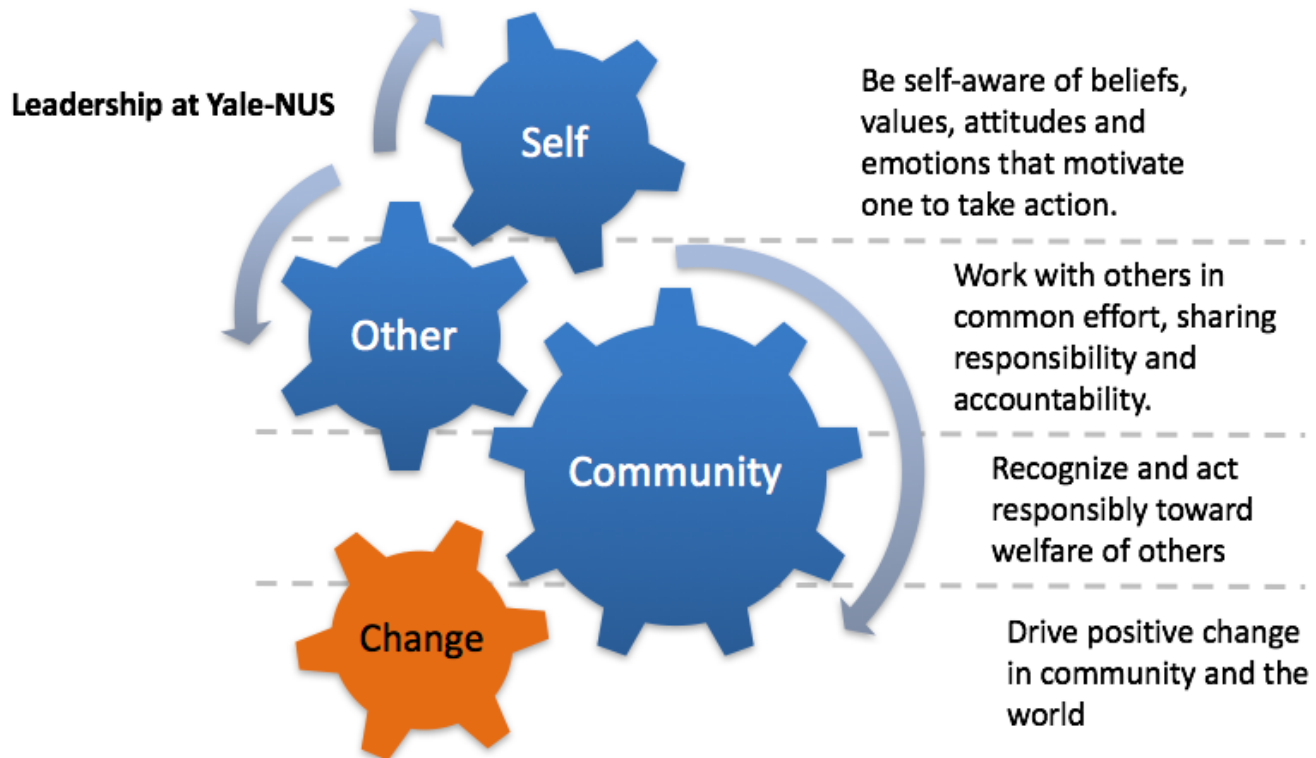 Leadership at Yale-NUS
Self
Be self-aware of beliefs,
values, attitudes and
emotions that motivate
one to take action.
Other
Work with others in
common effort, sharing
responsibility and
accountability.
Community
Recognize and act
responsibly toward
welfare of others
Change
Drive positive change
in community and the
world